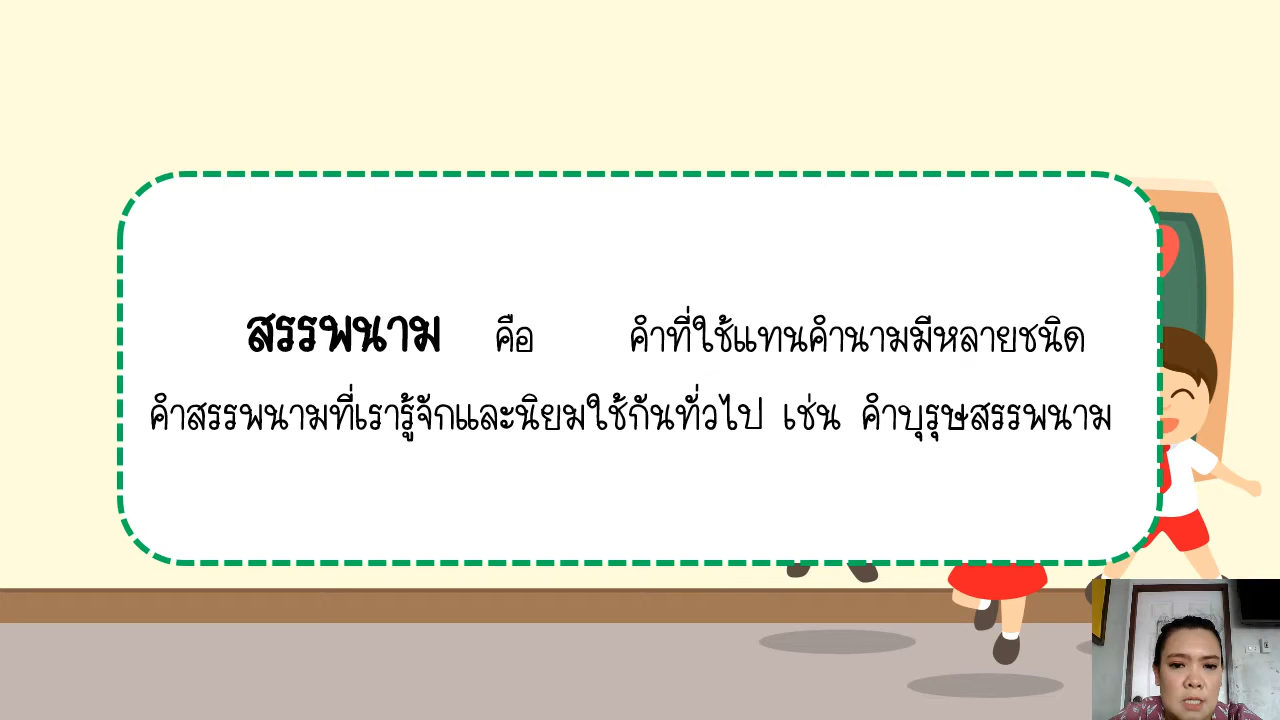 สรรพนาม คือ คำที่ใช้แทนคำนามมีหลายชนิด
คำสรรพนามที่เรารู้จักและนิยมใช้กันทั่วไป เช่น คำบุรุษสรรพนาม